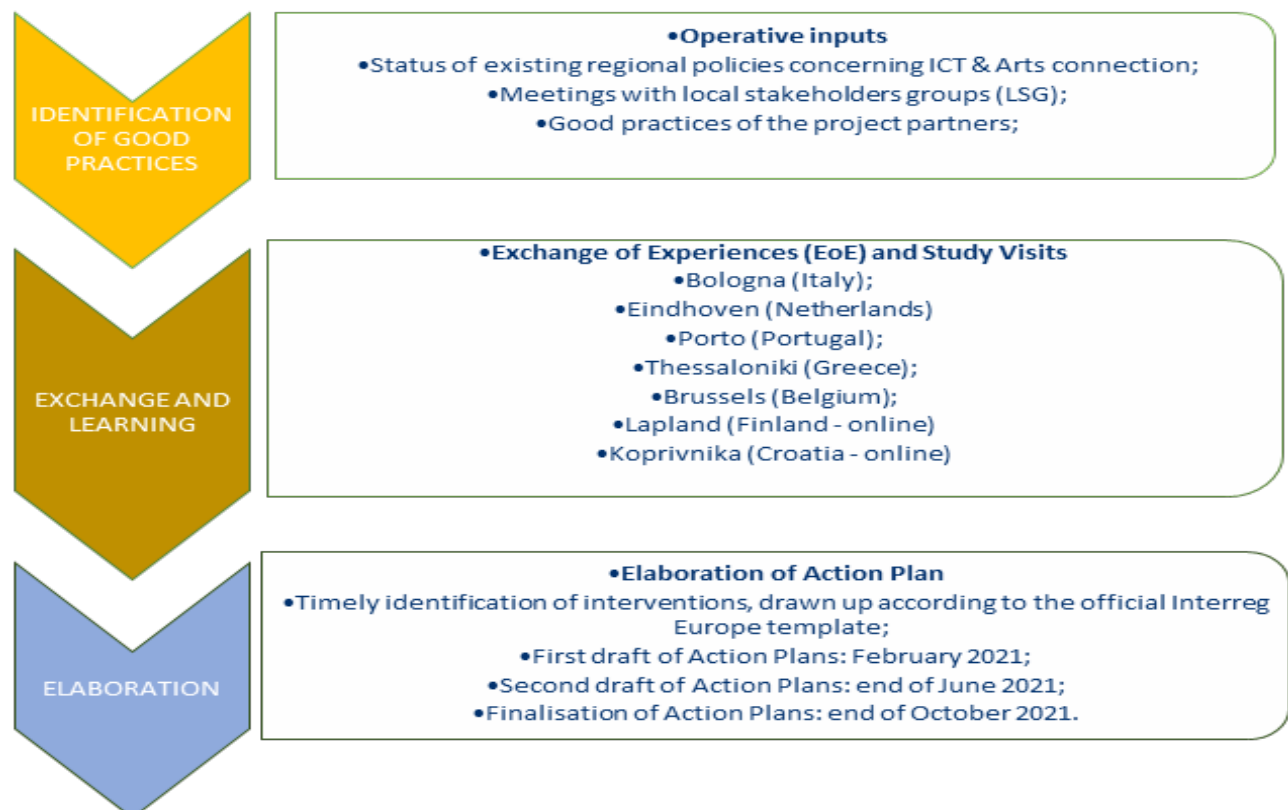 IDENTIFICATION
OF GOOD
PRACTICES
•Operative inputs
•Status of existing regional policies concerning ICT & Arts connection;
•Meetings with local stakeholders groups (LSG);
•Good practices of the project partners;
EXCHANGE AND
LEARNING
•Exchange of Experiences (EoE) and Study Visits
•Bologna (Italy);
•Eindhoven (Netherlands)
•Porto (Portugal);
•Thessaloniki (Greece);
•Brussels (Belgium);
•Lapland (Finland - online)
•Koprivnika (Croatia - online)
ELABORATION
•Elaboration of Action Plan
•Timely identification of interventions, drawn up according to the official Interreg
Europe template;
•First draft of Action Plans: February 2021;
•Second draft of Action Plans: end of June 2021;
•Finalisation of Action Plans: end of October 2021.